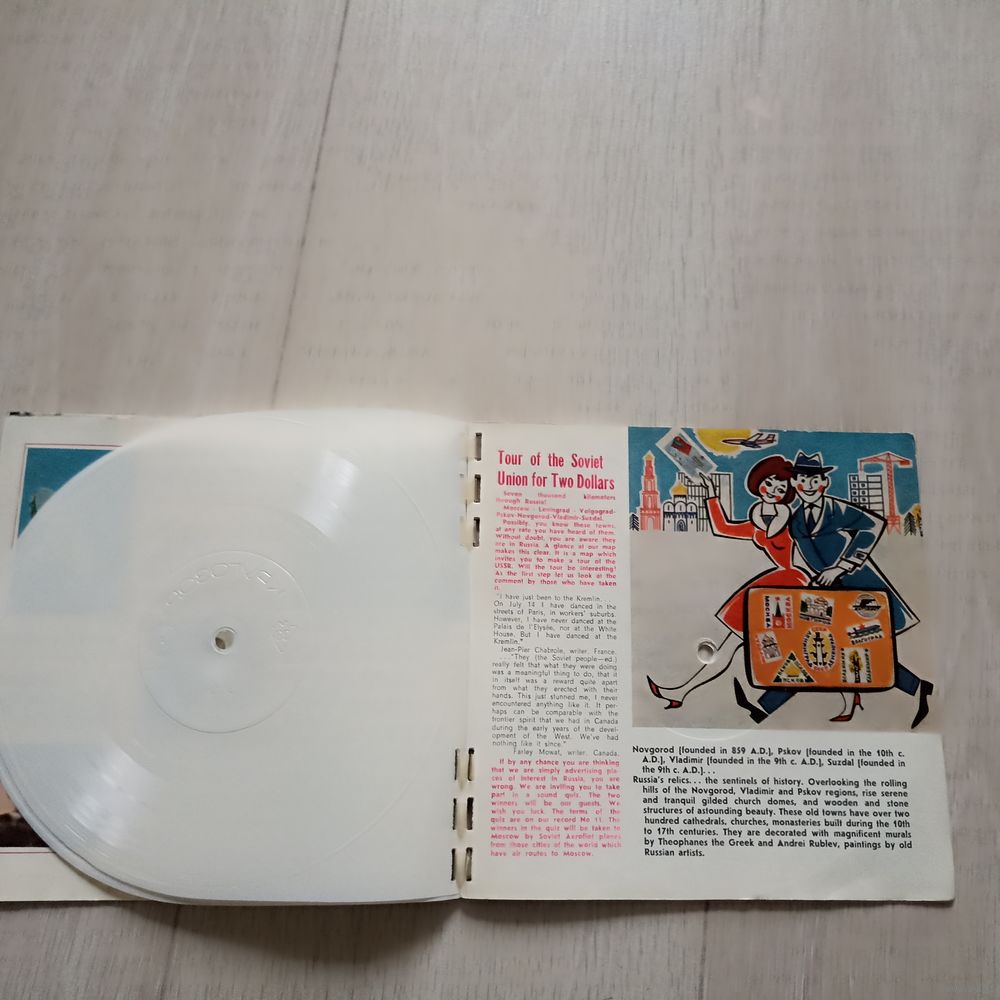 Tour of the Soviet
Union for Two Dollars
Seven thousand kilometers
through Russia!
Moscow - Leningrad - Volgograd-
Pskov-Novgorod-Vladimir-Suzdal.
Possibly, you know these towns,
at any rate you have heard of them.
Without doubt, you are aware they
are in Russia. A glance at our map
makes this clear. It is a map which
invites you to make a tour of the
USSR. Will the tour be interesting?
As the first step let us look at the
comment by those who have taken
it.
"I have just been to the Kremlin. . .
On July 14 I have danced in the
streets of Paris, in workers' suburbs.
However, I have never danced at the
Palais de l'Elysée, nor at the White
House. But I have danced at the
Kremlin."
Jean-Pier Chabrole, writer, France.
. . ."They (the Soviet people—ed.)
really felt that what they were doing
was a meaningful thing to do, that it
in itself was a reward quite apart
from what they erected with their
hands. This just stunned me, I never
encountered anything like it. It per-
haps can be comparable with the
frontier spirit that we had in Canada
during the early years of the devel-
opment of the West. We've had
nothing like it since."
Farley Mowat, writer, Canada.
If by any chance you are thinking
that we are simply advertising pla-
ces of interest in Russia, you are
wrong. We are inviting you to take
part in a sound quiz. The two
winners will be our guests. We
wish you luck. The terms of the
quiz are on our record No 11. The
winners in the quiz will be taken to
Moscow by Soviet Aeroflot planes
from those cities of the world which
have air routes to Moscow.
МОСКВА
Novgorod [founded in 859 A.D.], Pskov [founded in the 10th c.
A.D.], Vladimir [founded in the 9th c. A.D.], Suzdal [founded in
the 9th c. A.D.]. . .
Russia's relics. . . the sentinels of history. Overlooking the rolling
hills of the Novgorod, Vladimir and Pskov regions, rise serene
and tranquil gilded church domes, and wooden and stone
structures of astounding beauty. These old towns have over two
hundred cathedrals, churches, monasteries built during the 10th
to 17th centuries. They are decorated with magnificent murals
by Theophanes the Greek and Andrei Rublev, paintings by old
Russian artists.